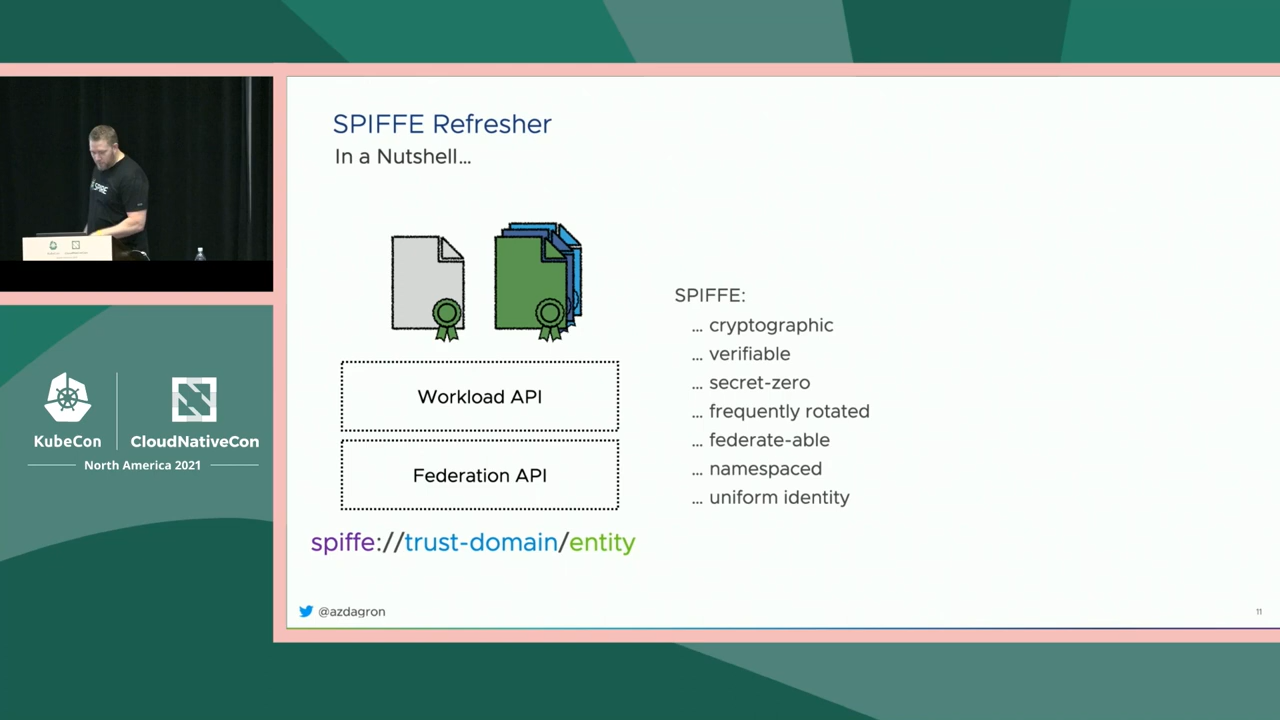 SPIFFE Refresher
In a Nutshell...
Workload API
Federation API
spiffe://trust-domain/entity
SPIFFE:
... cryptographic
... verifiable
... secret-zero
... frequently rotated
... federate-able
... namespaced
... uniform identity
@azdagron
11
KubeCon
CloudNativeCon
North America 2021